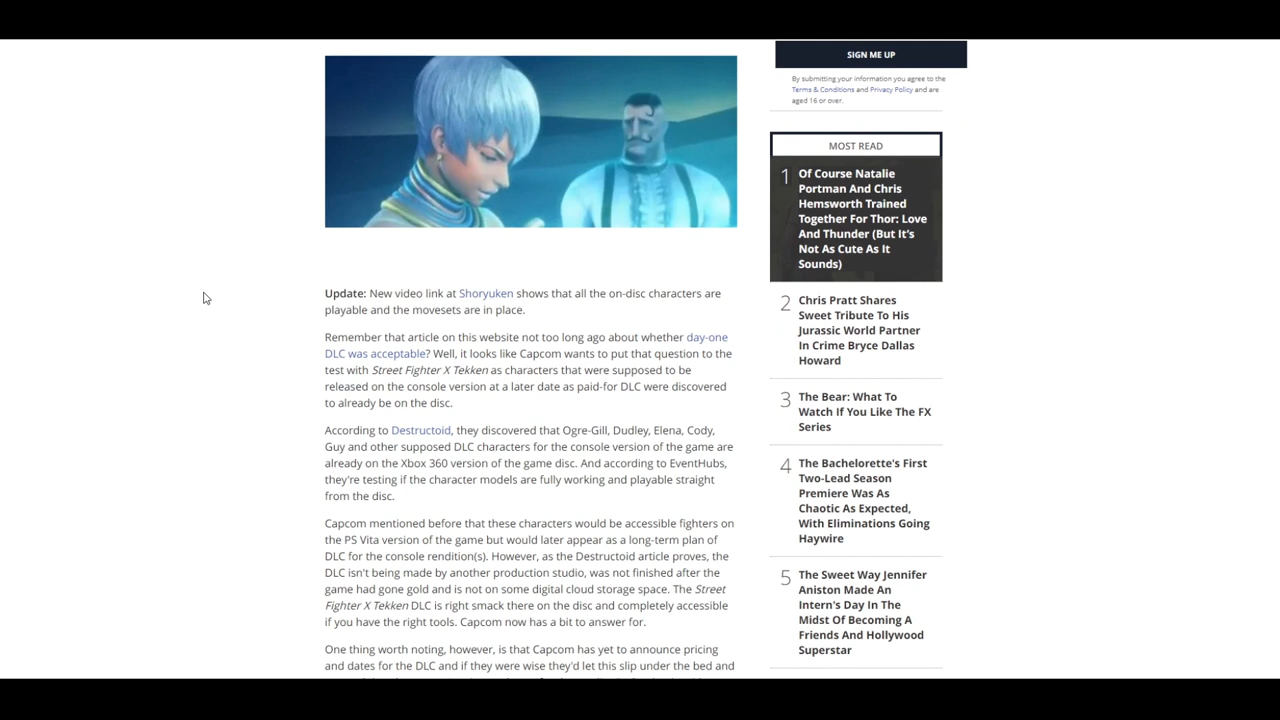 SIGN ME UP
By submitting your information you agree to the
Terms & Conditions and Privacy Policy and are
aged 16 or over.
Update: New video link at Shoryuken shows that all the on-disc characters are
playable and the movesets are in place.
Remember that article on this website not too long ago about whether day-one
DLC was acceptable? Well, it looks like Capcom wants to put that question to the
test with Street Fighter X Tekken as characters that were supposed to be
released on the console version at a later date as paid-for DLC were discovered
to already be on the disc.
According to Destructoid, they discovered that Ogre-Gill, Dudley, Elena, Cody,
Guy and other supposed DLC characters for the console version of the game are
already on the Xbox 360 version of the game disc. And according to EventHubs,
they're testing if the character models are fully working and playable straight
from the disc.
Capcom mentioned before that these characters would be accessible fighters on
the PS Vita version of the game but would later appear as a long-term plan of
DLC for the console rendition(s). However, as the Destructoid article proves, the
DLC isn't being made by another production studio, was not finished after the
game had gone gold and is not on some digital cloud storage space. The Street
Fighter X Tekken DLC is right smack there on the disc and completely accessible
if you have the right tools. Capcom now has a bit to answer for.
One thing worth noting, however, is that Capcom has yet to announce pricing
and dates for the DLC and if they were wise they'd let this slip under the bed and
MOST READ
1
Of Course Natalie
Portman And Chris
Hemsworth Trained
Together For Thor: Love
And Thunder (But It's
Not As Cute As It
Sounds)
2
Chris Pratt Shares
Sweet Tribute To His
Jurassic World Partner
In Crime Bryce Dallas
Howard
3
The Bear: What To
Watch If You Like The FX
Series
4
The Bachelorette's First
Two-Lead Season
Premiere Was As
Chaotic As Expected,
With Eliminations Going
Haywire
5
The Sweet Way Jennifer
Aniston Made An
Intern's Day In The
Midst Of Becoming A
Friends And Hollywood
Superstar